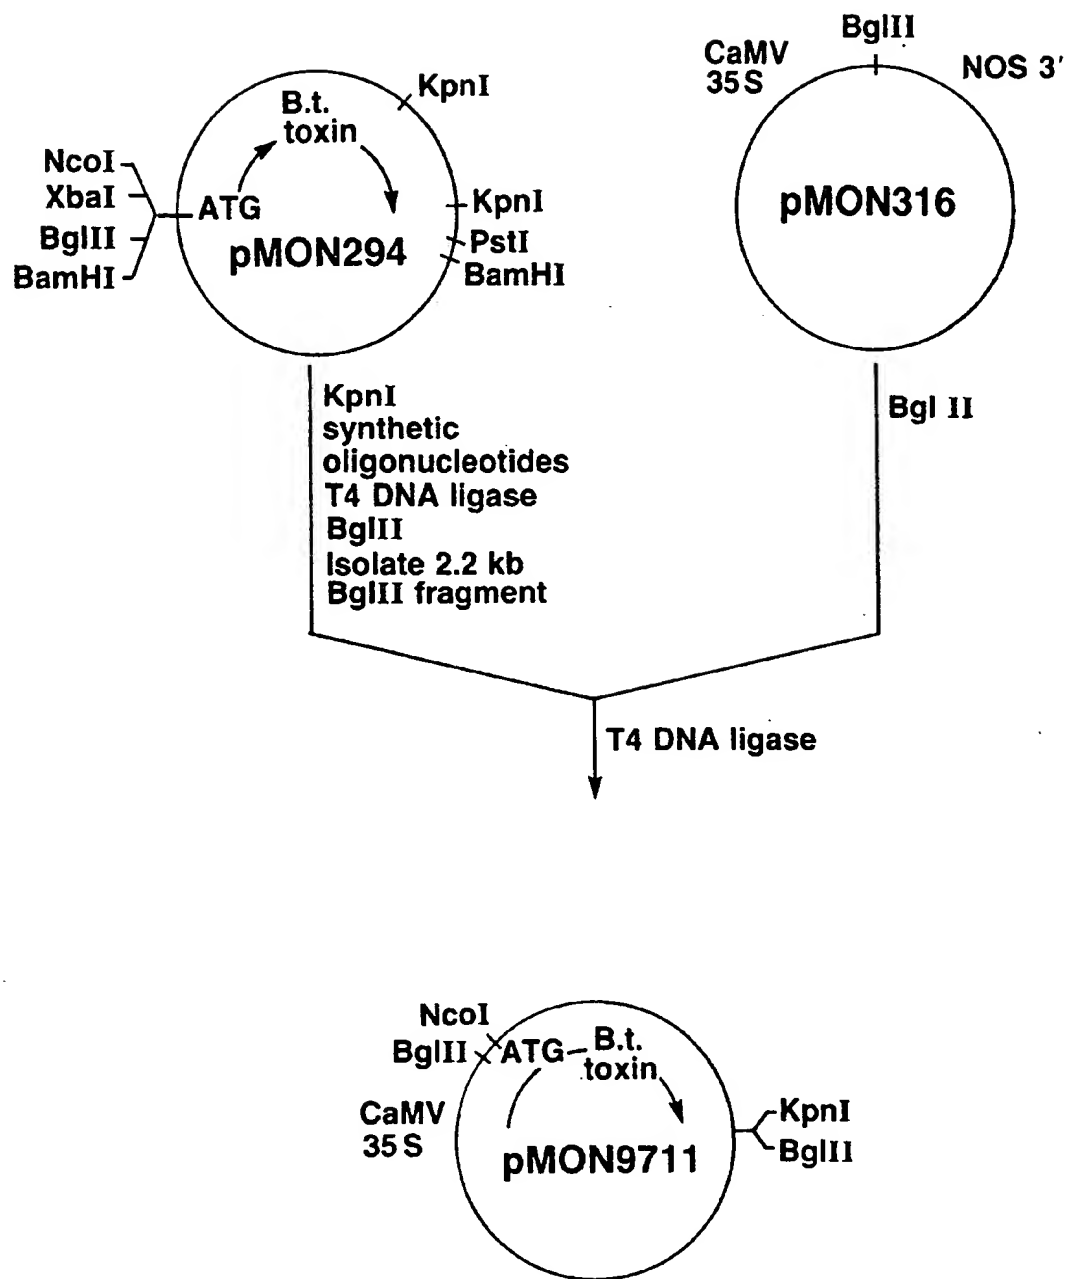 B.t.
toxin
KpnI
NcoI
XbaI
BglII
BamHI
ATG
KpnI
PstI
BamHI
pMON294
CaMV
35S
BglII
NOS 3'
pMON316
KpnI
synthetic
oligonucleotides
T4 DNA ligase
BglII
Isolate 2.2 kb
BglII fragment
Bgl II
T4 DNA ligase
NcoI
BglII
ATG
B.t.
toxin
CaMV
35S
KpnI
BglII
pMON9711